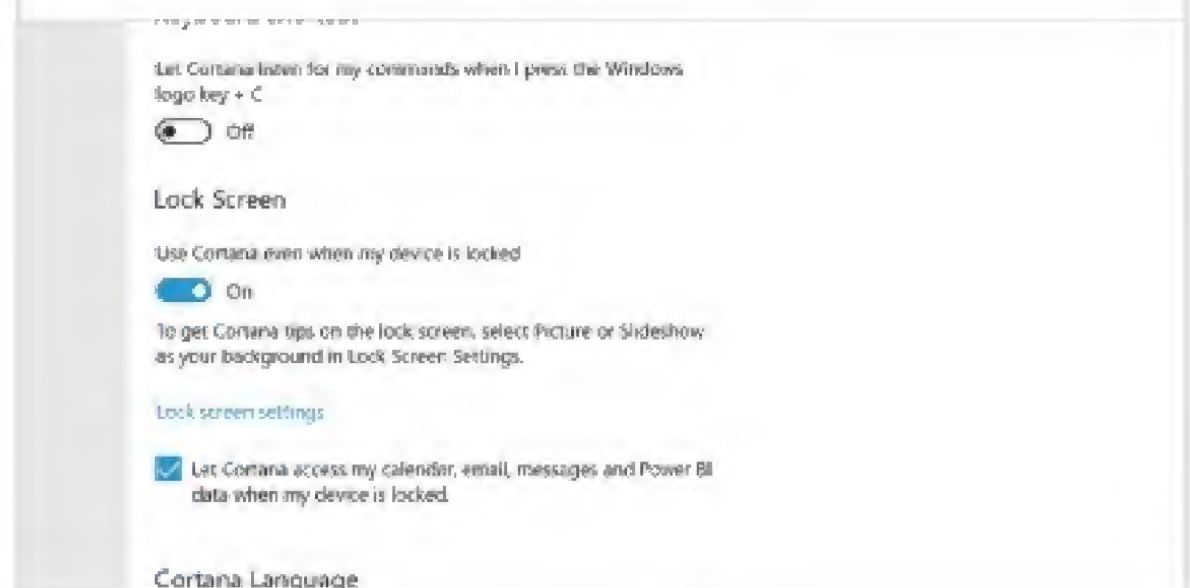 Let Cortana listen for my commands when I press the Windows
logo key + C
Off
Lock Screen
Use Cortana even when my device is locked
On
To get Cortana tips on the lock screen, select Picture or Slideshow
as your background in Lock Screen Settings.
Lock screen settings
Let Cortana access my calendar, email, messages and Power BI
data when my device is locked.
Cortana Language